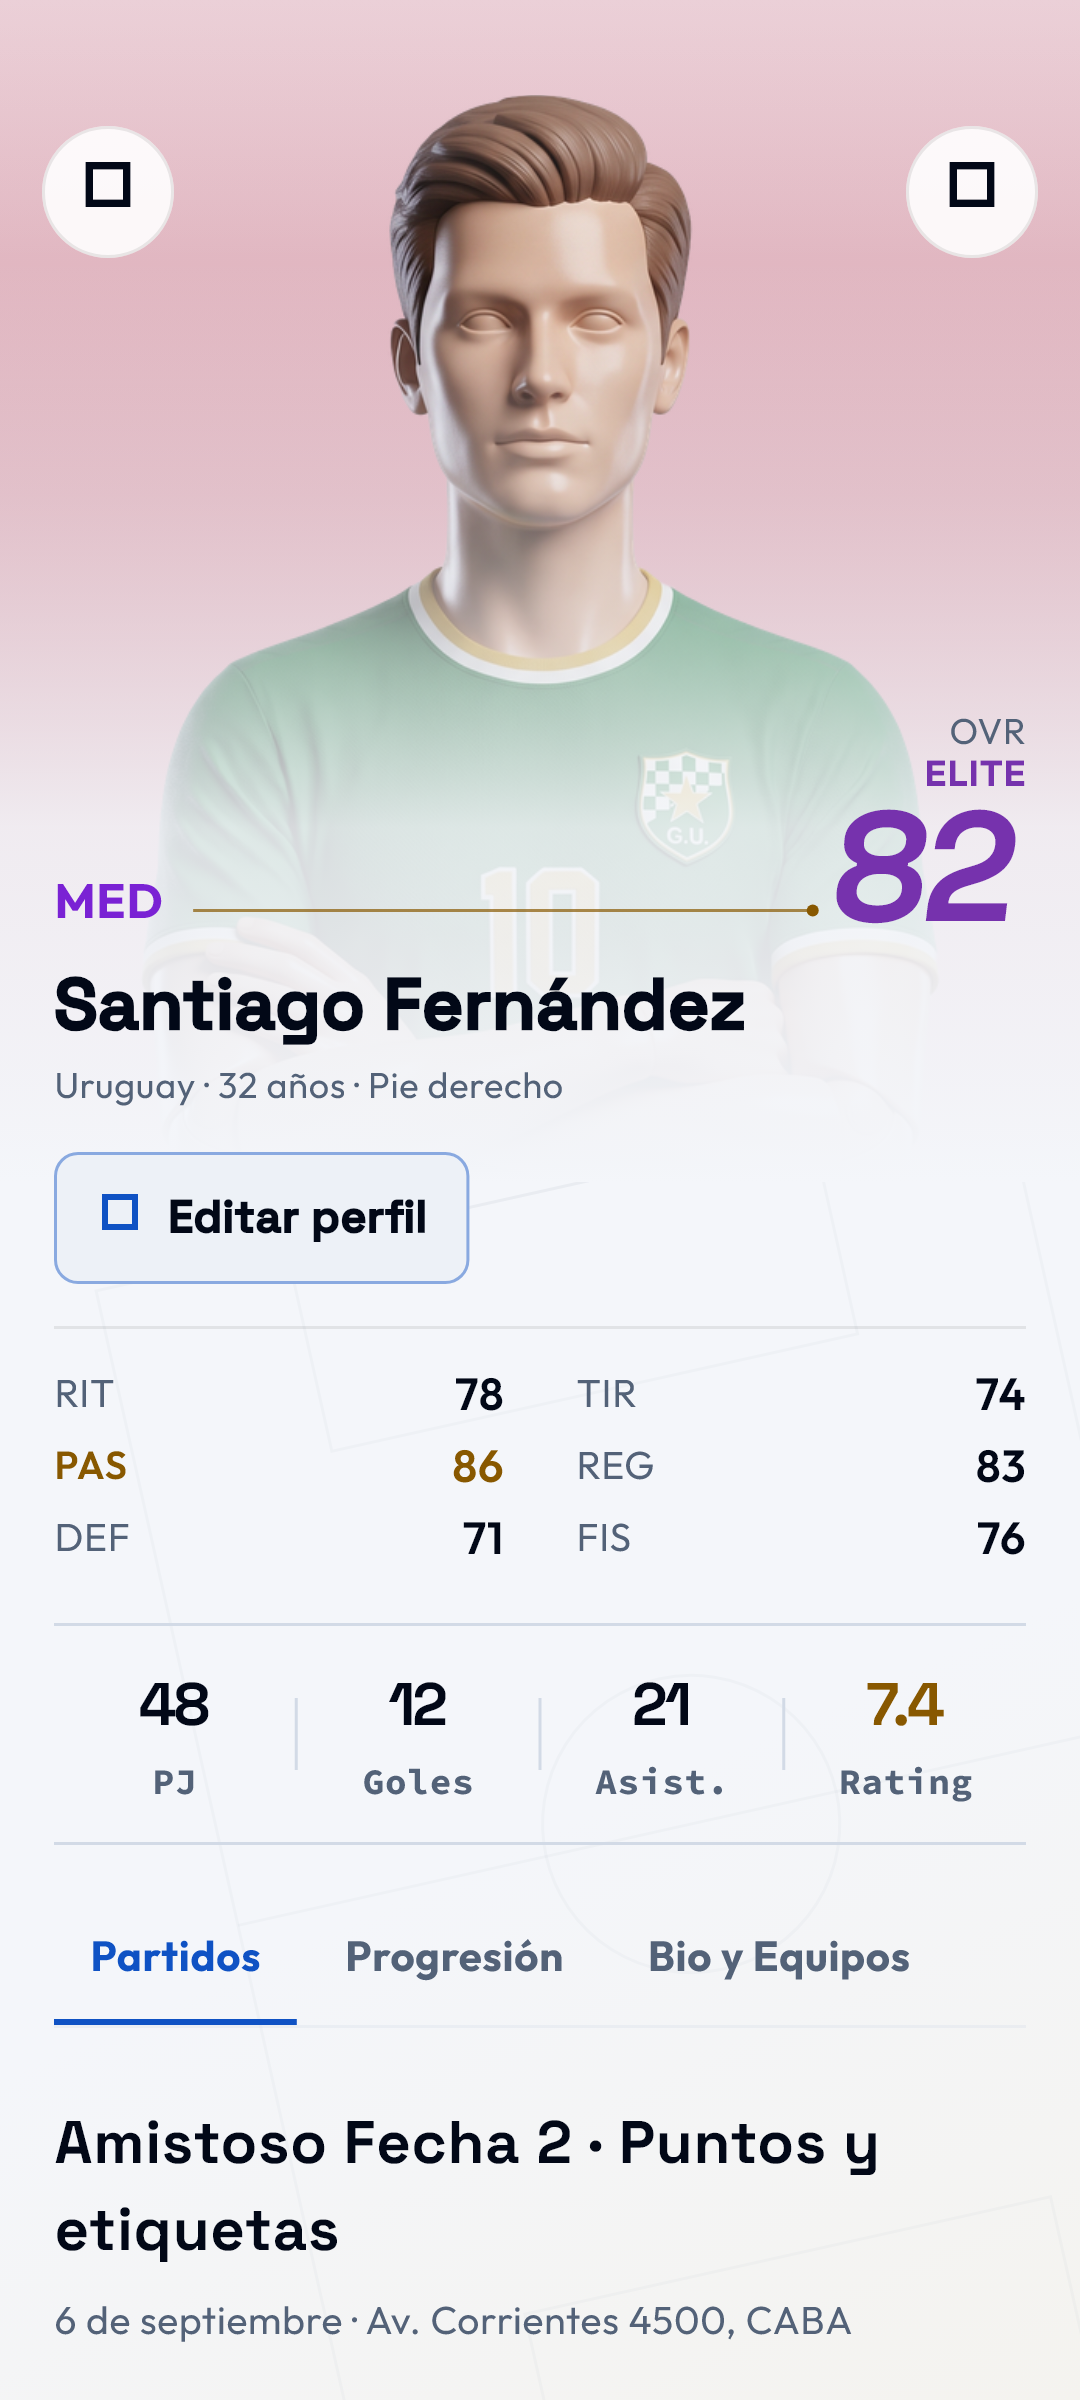 OVR
ELITE
82
G.U.
10
MED
Santiago Fernández
Uruguay · 32 años · Pie derecho
Editar perfil
RIT 78 TIR 74
PAS 86 REG 83
DEF 71 FIS 76
48 12 21 7.4
PJ Goles Asist. Rating
Partidos Progresión Bio y Equipos
Amistoso Fecha 2 · Puntos y
etiquetas
6 de septiembre · Av. Corrientes 4500, CABA